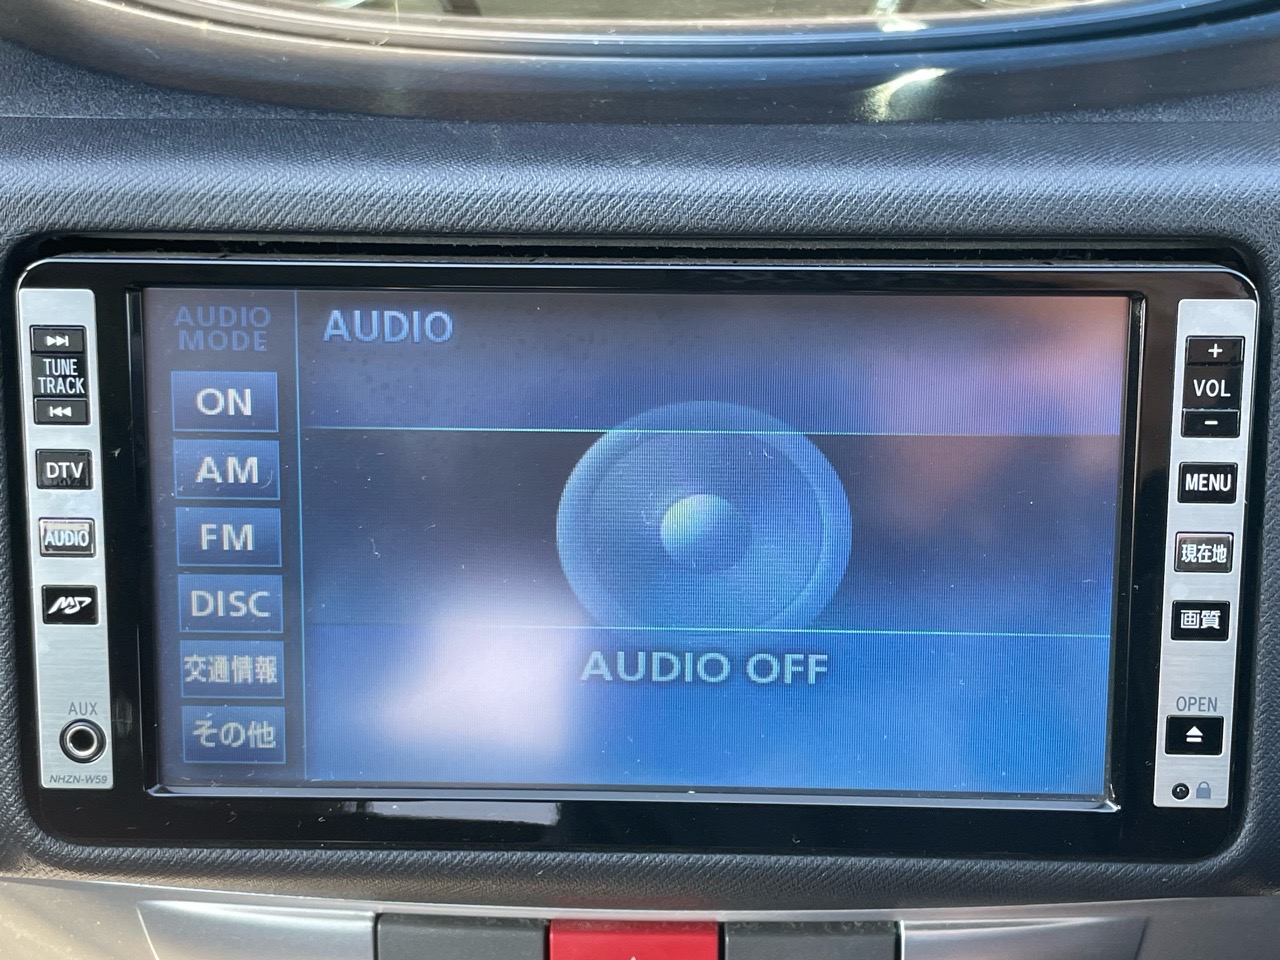 TUNE
TRACK
DTV
AUDIO
AUX
NHZN-W59
AUDIO
MODE
ON
AM
FM
DISC
交通情報
その他
AUDIO
AUDIO OFF
+
VOL
-
MENU
現在地
画質
OPEN